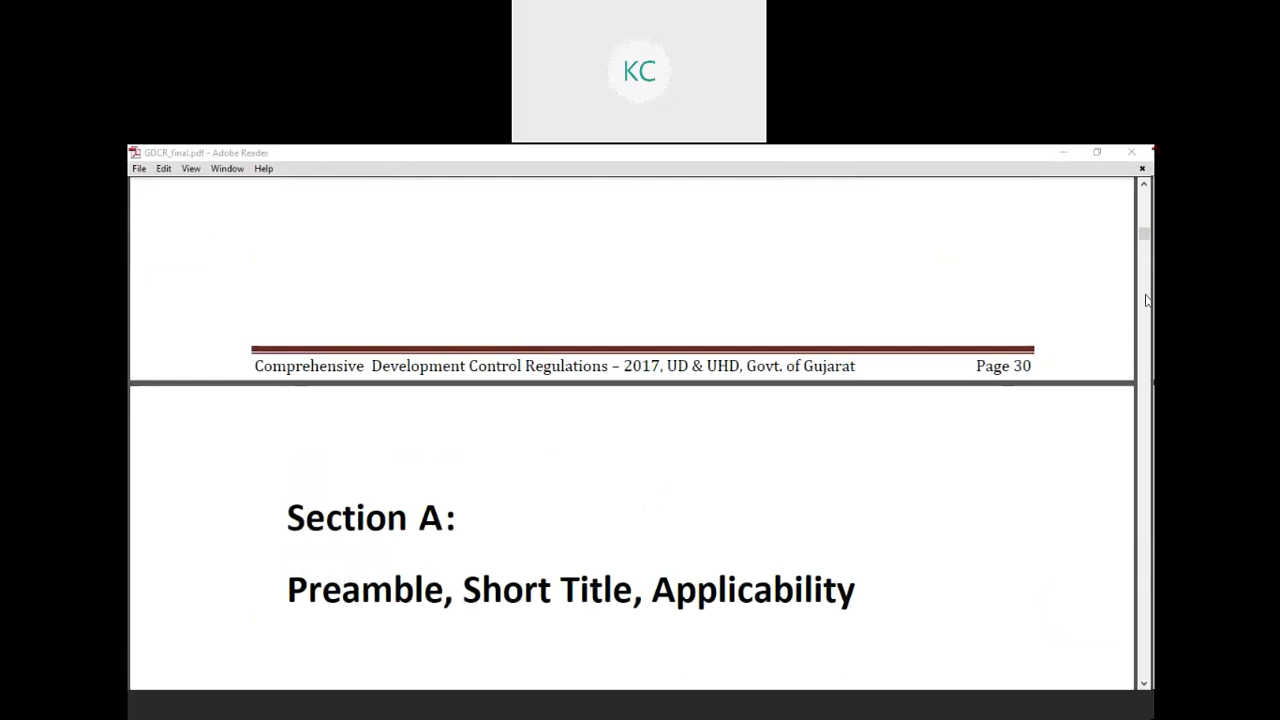 KC
GDCR_final.pdf - Adobe Reader
File Edit View Window Help
Comprehensive Development Control Regulations – 2017, UD & UHD, Govt. of Gujarat Page 30
Section A:
Preamble, Short Title, Applicability